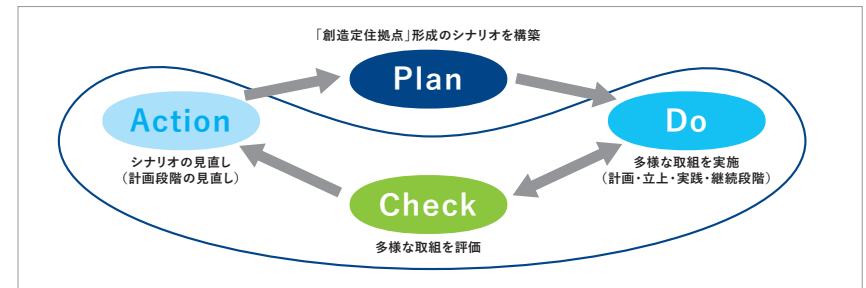 「創造定住拠点」形成のシナリオを構築
Plan
Action
Do
シナリオの見直し
（計画段階の見直し）
多様な取組を実施
（計画・立上・実践・継続段階）
Check
多様な取組を評価